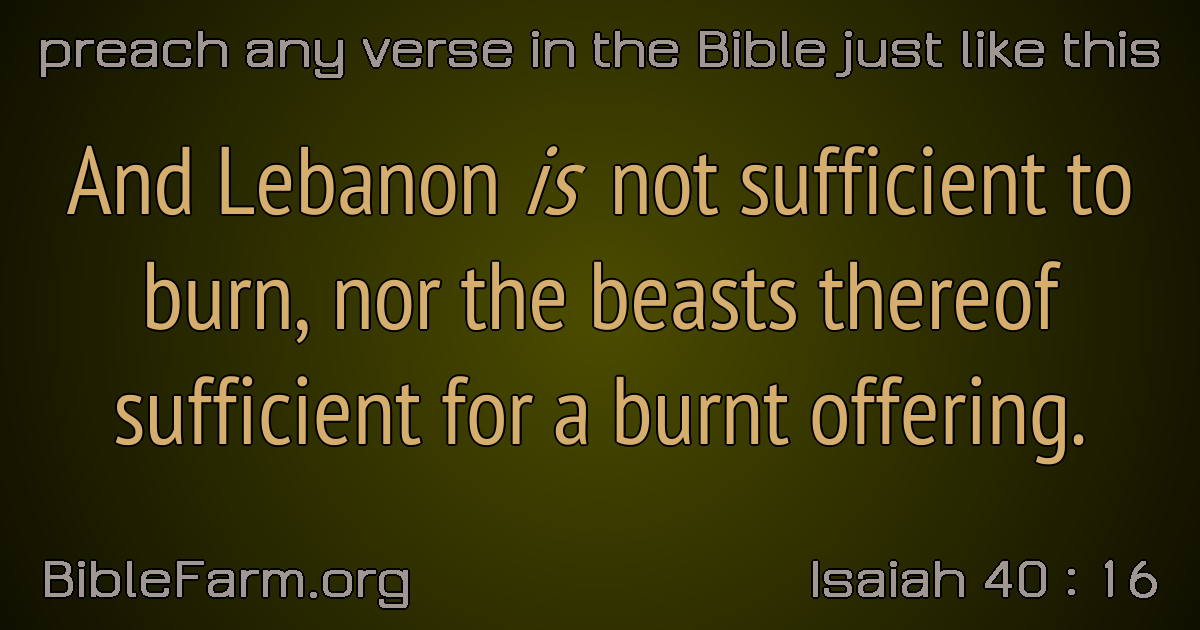 preach any verse in the Bible just like this
And Lebanon is not sufficient to
burn, nor the beasts thereof
sufficient for a burnt offering.
BibleFarm.org
Isaiah 40 : 16